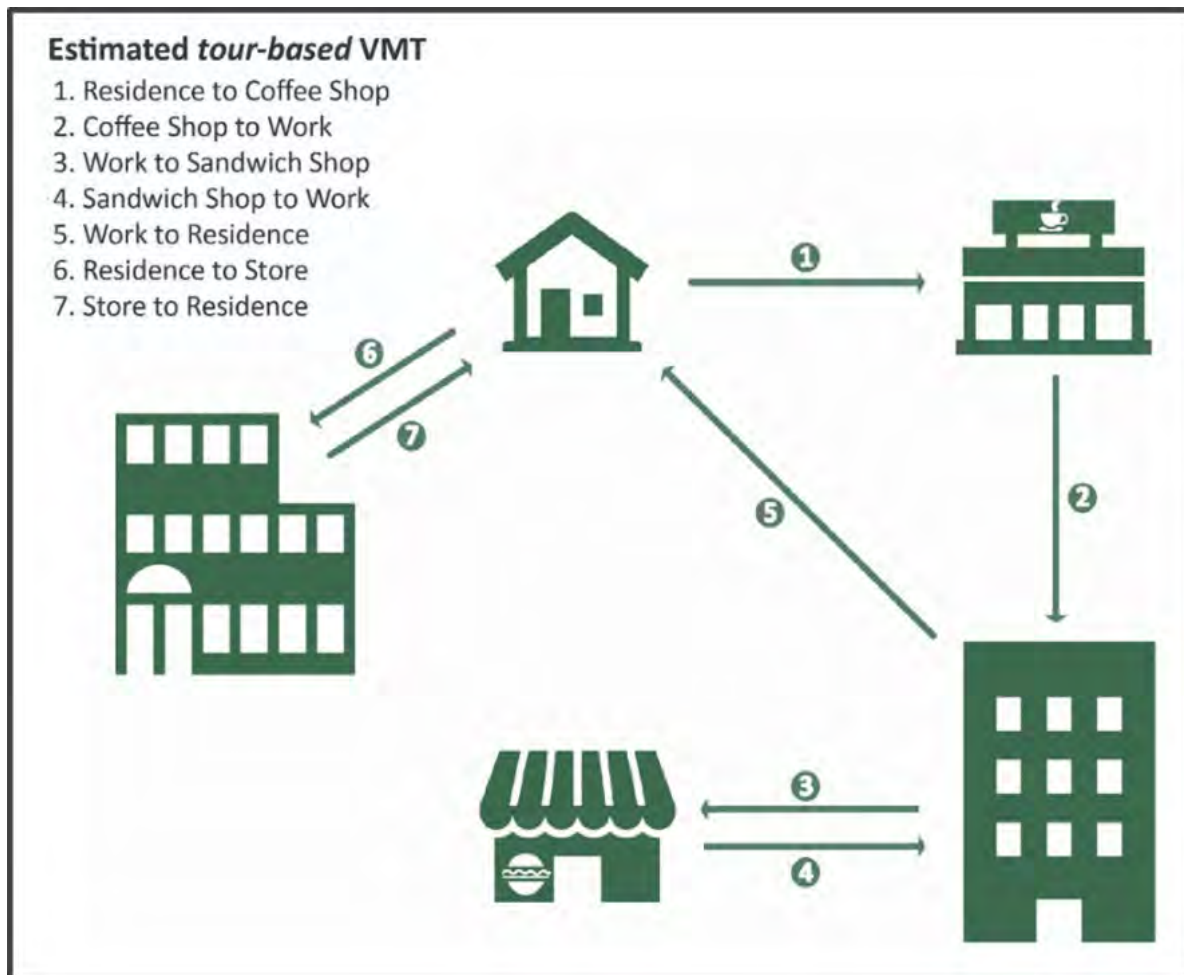 Estimated tour-based VMT
1. Residence to Coffee Shop
2. Coffee Shop to Work
3. Work to Sandwich Shop
4. Sandwich Shop to Work
5. Work to Residence
6. Residence to Store
7. Store to Residence
1
6
7
5
2
3
4